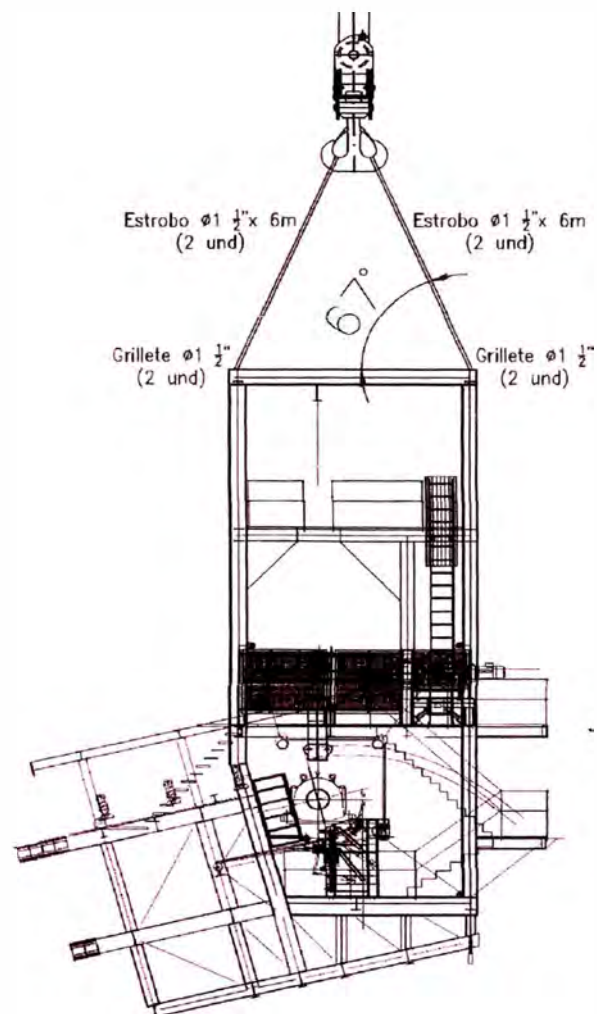 Estrobo ø1 ½"x 6m
(2 und)
Estrobo ø1 ½"x 6m
(2 und)
67°
Grillete ø1 ½"
(2 und)
Grillete ø1 ½"
(2 und)